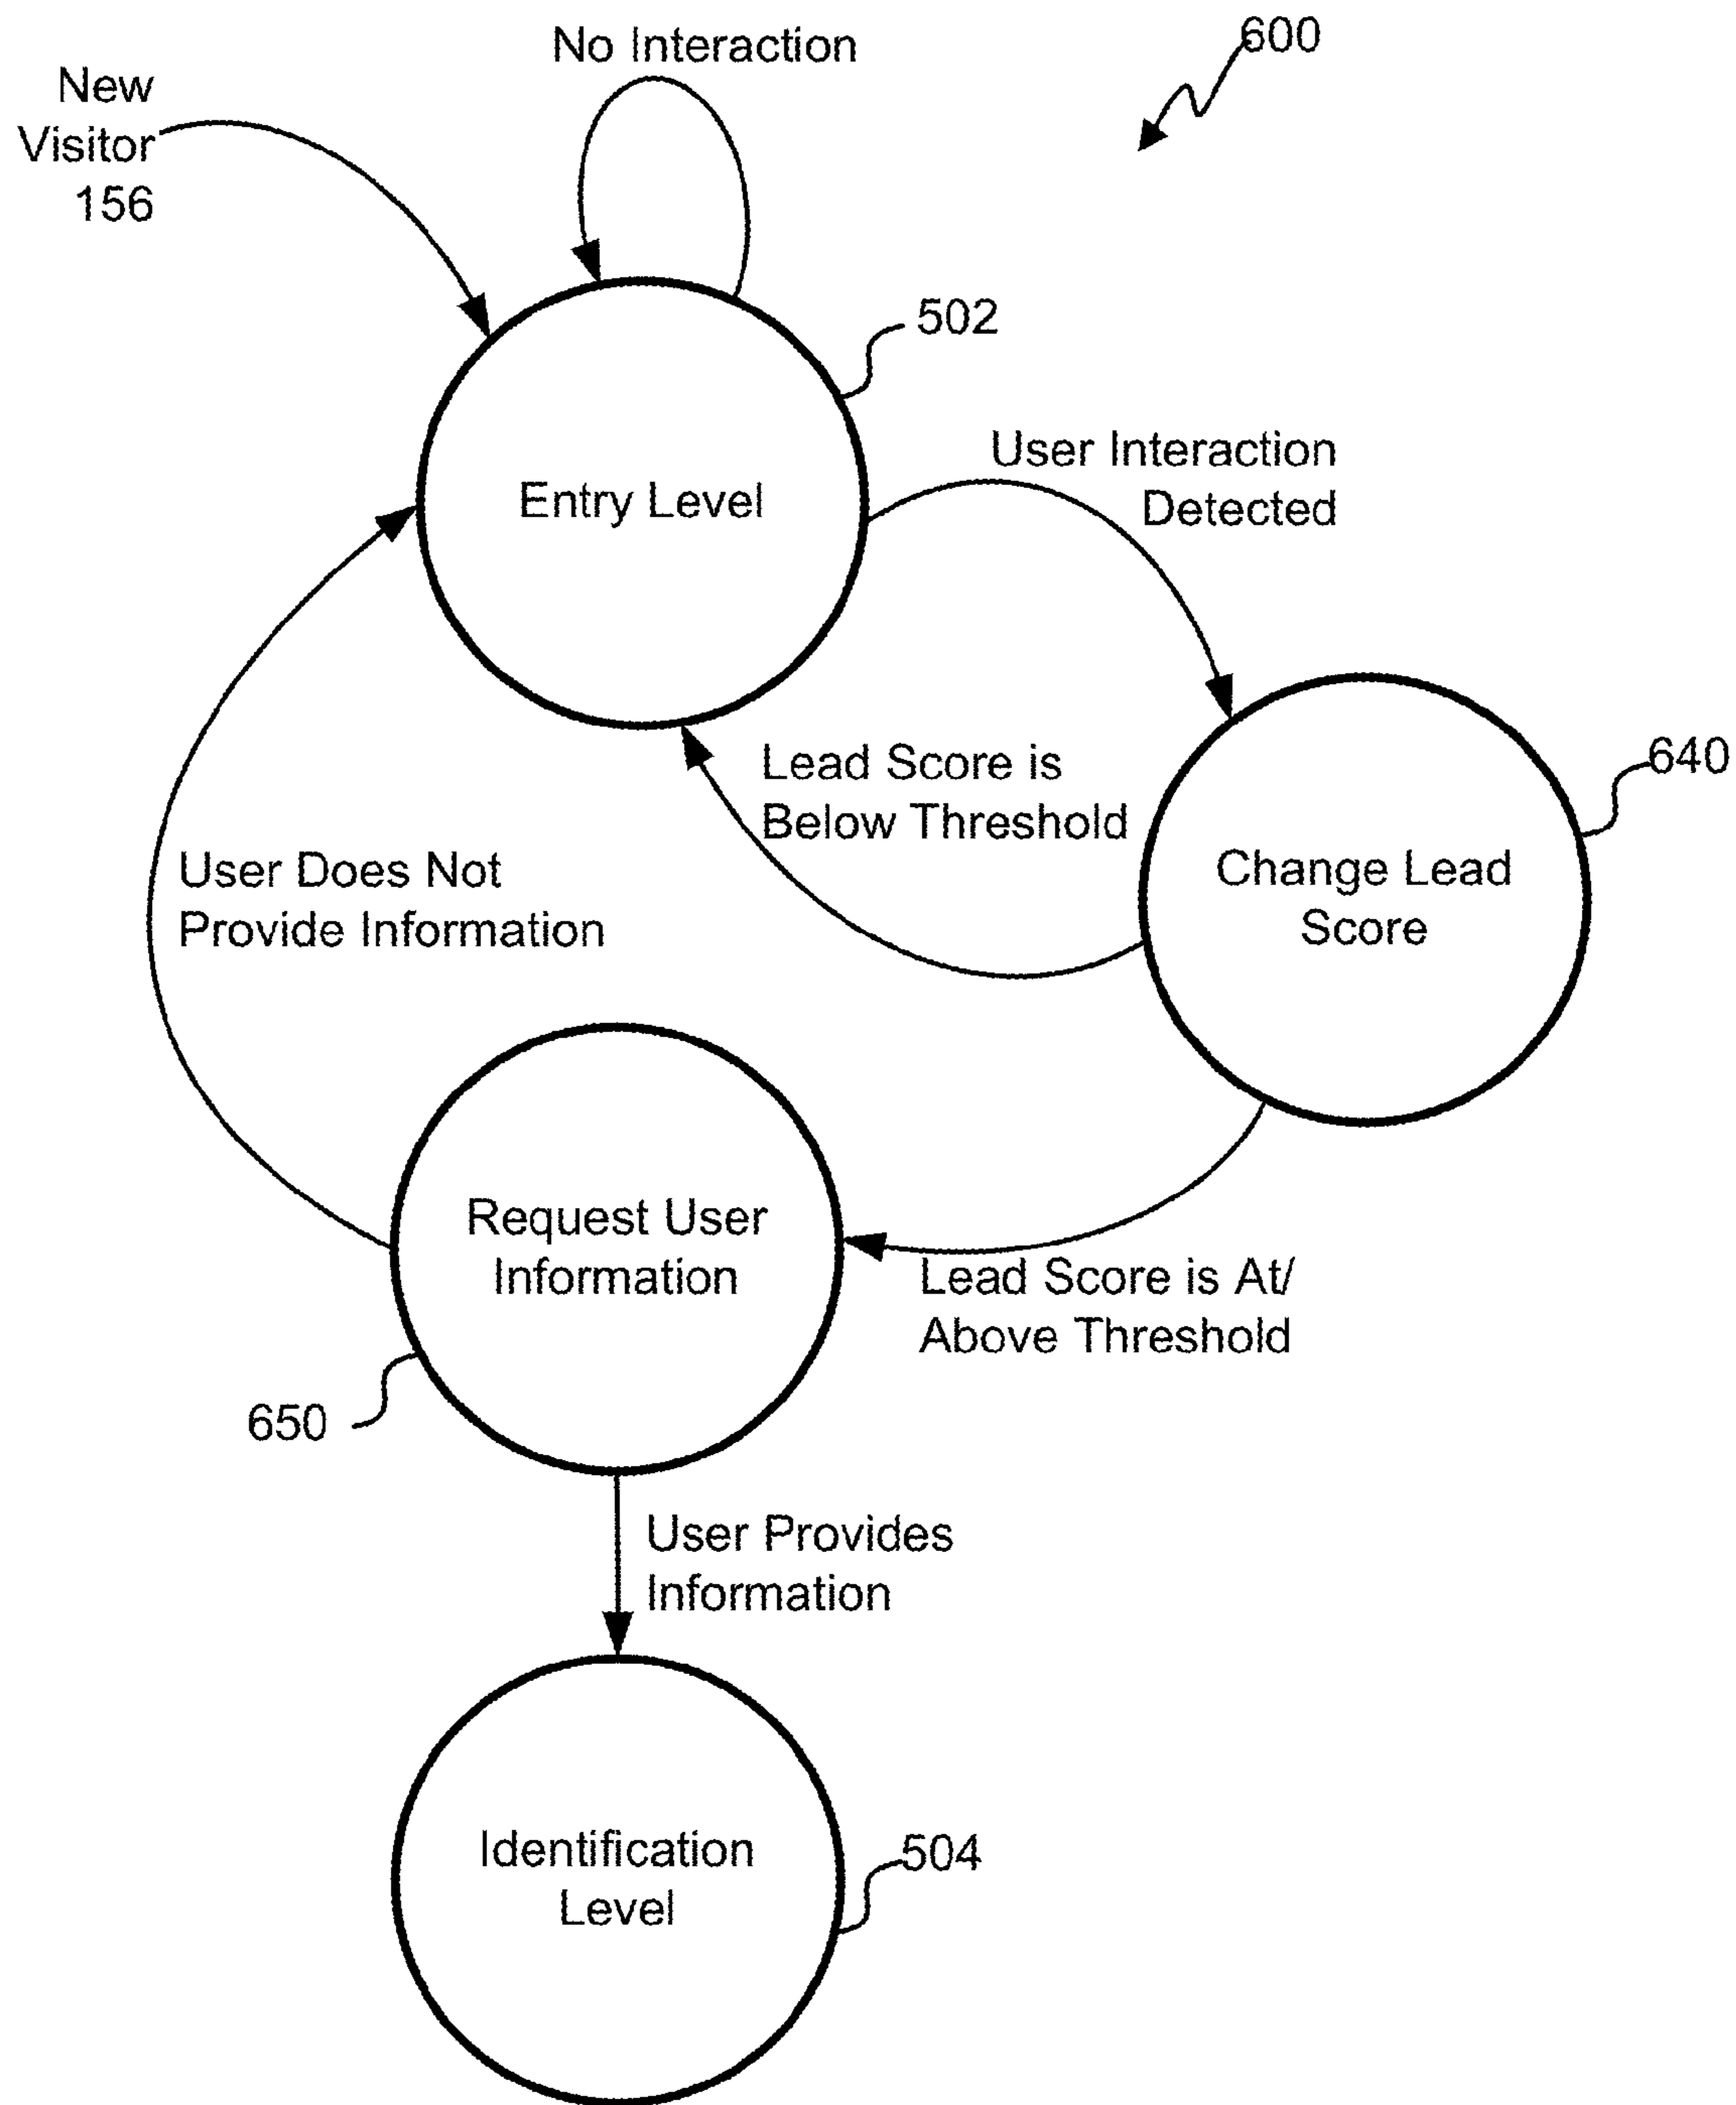 No Interaction
600
New
Visitor
156
502
User Interaction
Detected
Entry Level
Lead Score is
Below Threshold
640
Change Lead
Score
User Does Not
Provide Information
Request User
Information
Lead Score is At/
Above Threshold
650
User Provides
Information
Identification
Level
504